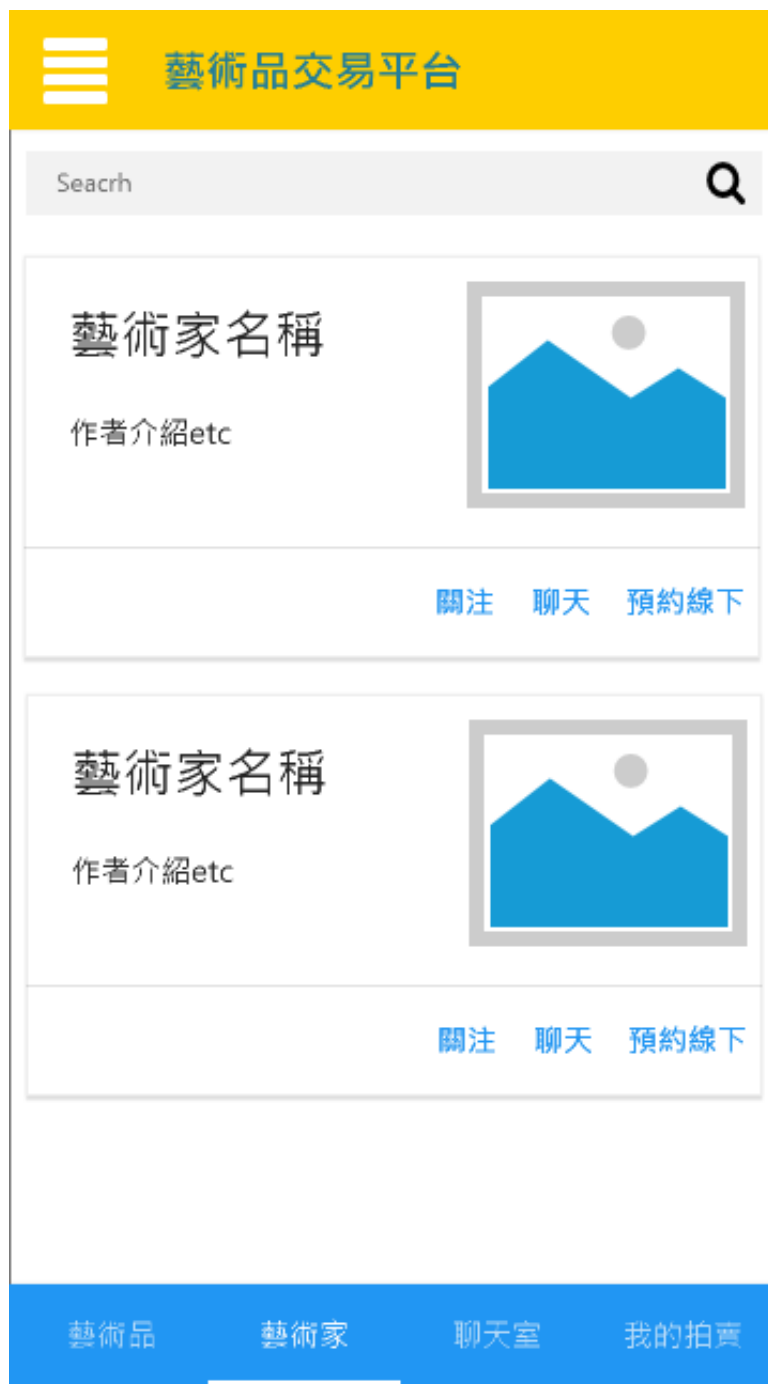 藝術品交易平台
Seacrh
藝術家名稱
作者介紹etc
關注 聊天 預約線下
藝術家名稱
作者介紹etc
關注 聊天 預約線下
藝術品 藝術家 聊天室 我的拍賣